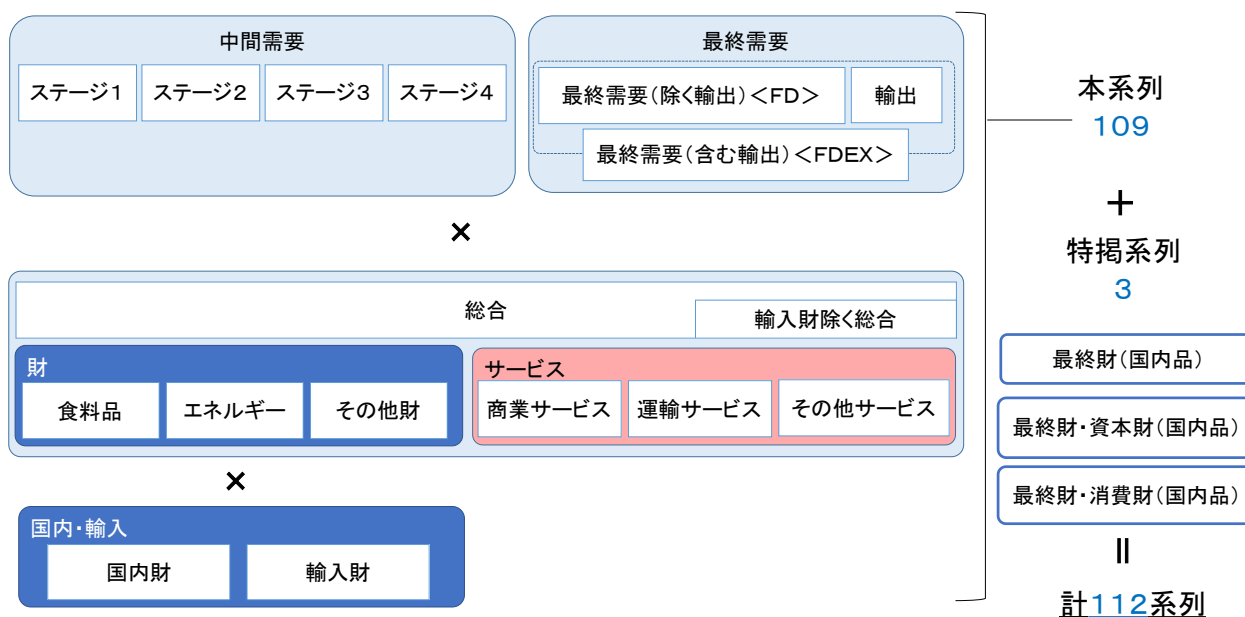 中間需要
ステージ1
ステージ2
ステージ3
ステージ4
最終需要
最終需要(除く輸出)<FD>
輸出
最終需要(含む輸出)<FDEX>
×
総合
輸入財除く総合
財
食料品
エネルギー
その他財
サービス
商業サービス
運輸サービス
その他サービス
×
国内・輸入
国内財
輸入財
本系列
109
+
特掲系列
3
最終財(国内品)
最終財・資本財(国内品)
最終財・消費財(国内品)
=
計112系列